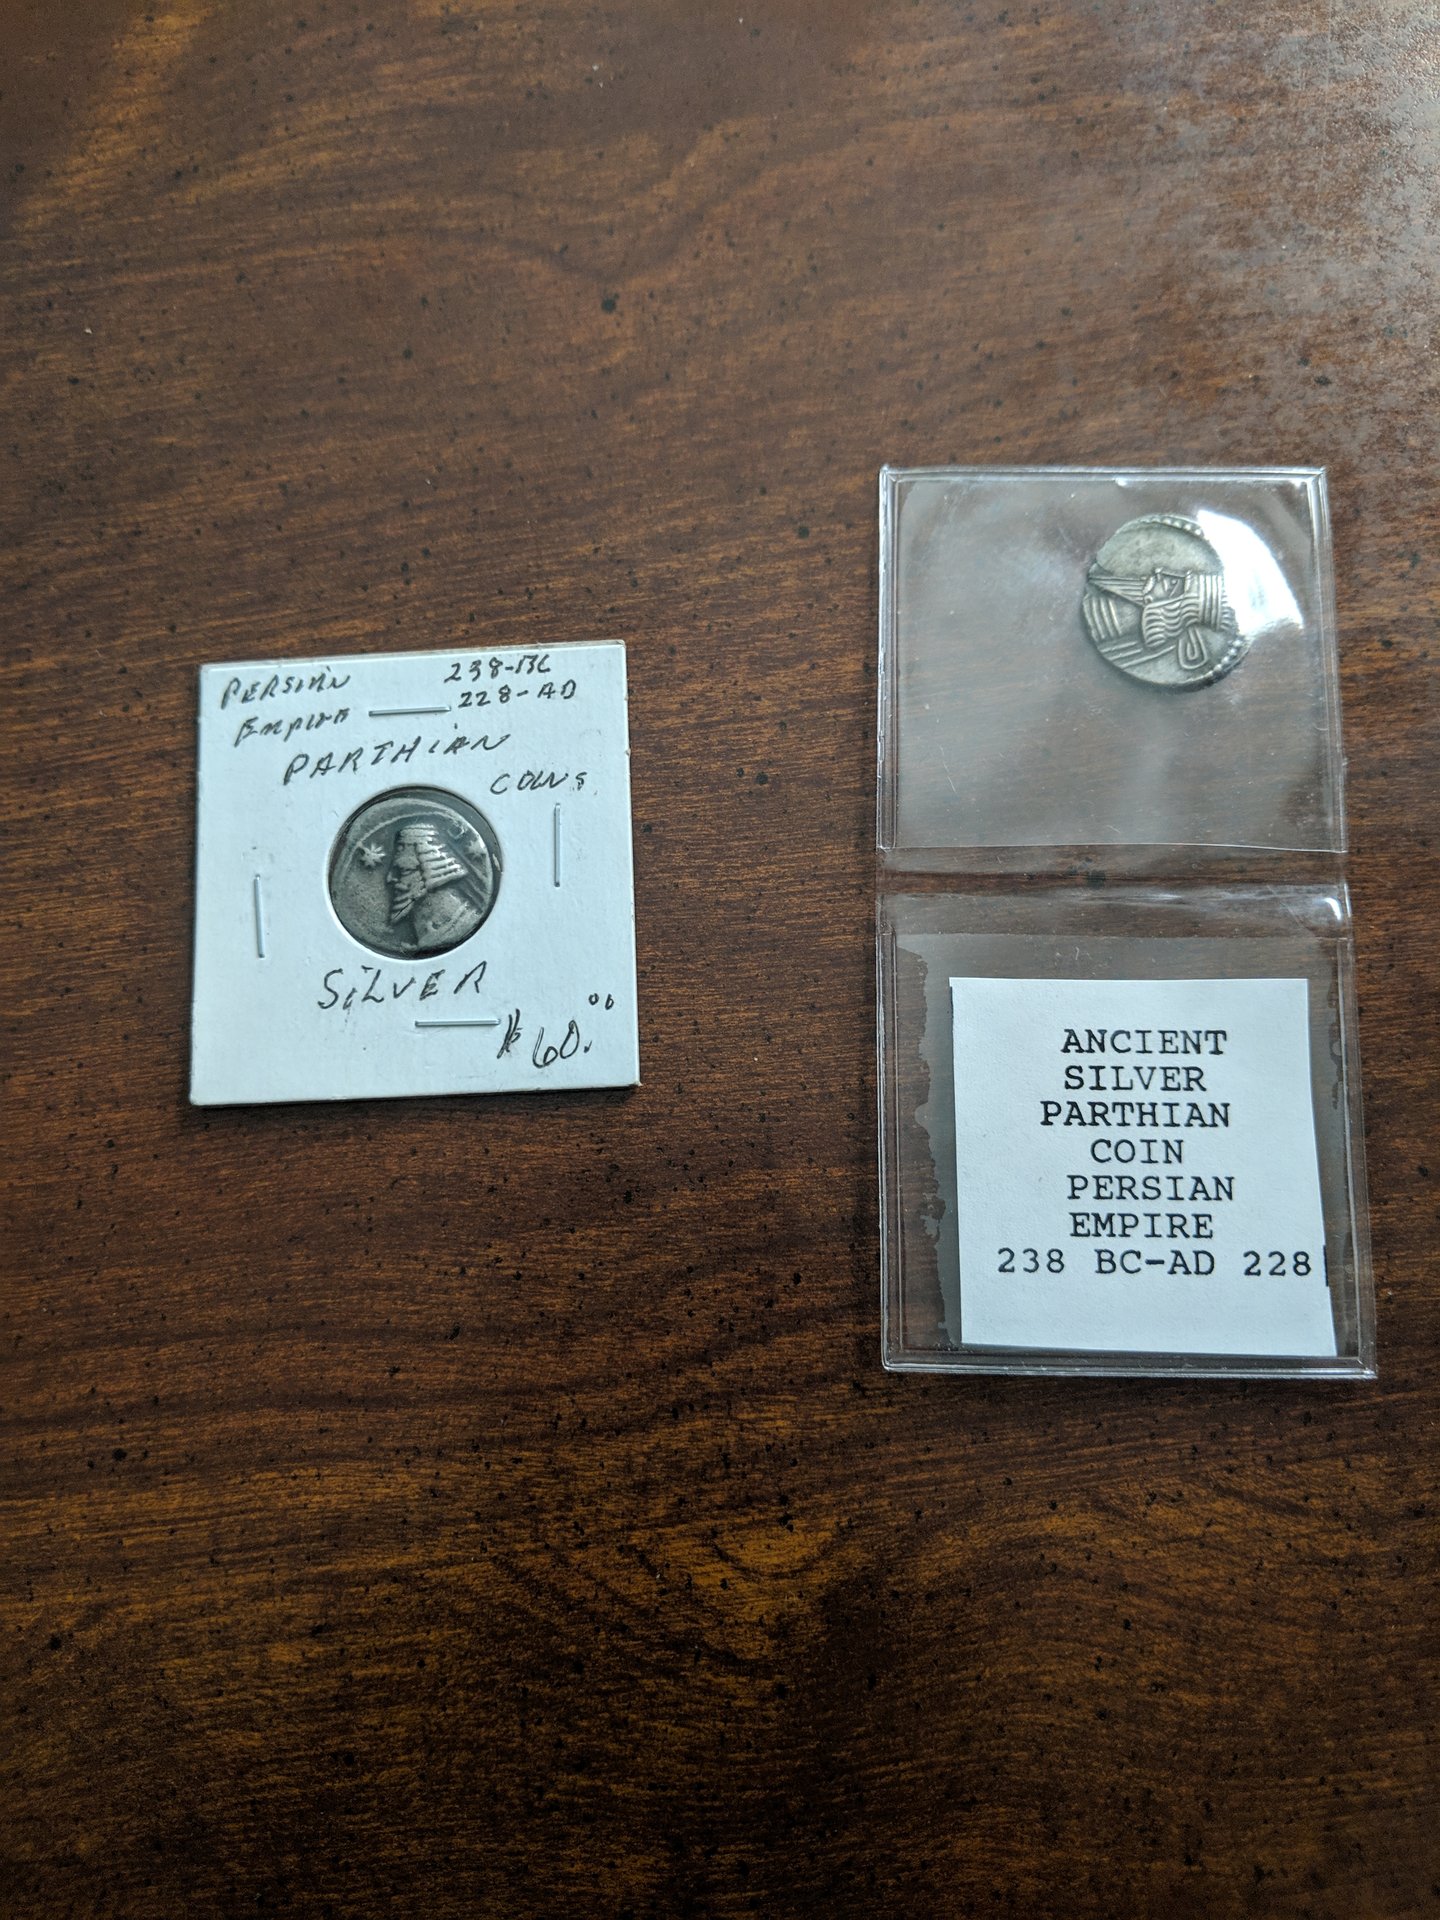 PERSIAN 238-BC
EMPIRE 228-AD
PARTHIAN
COINS
SILVER
$60.00
ANCIENT
SILVER
PARTHIAN
COIN
PERSIAN
EMPIRE
238 BC-AD 228